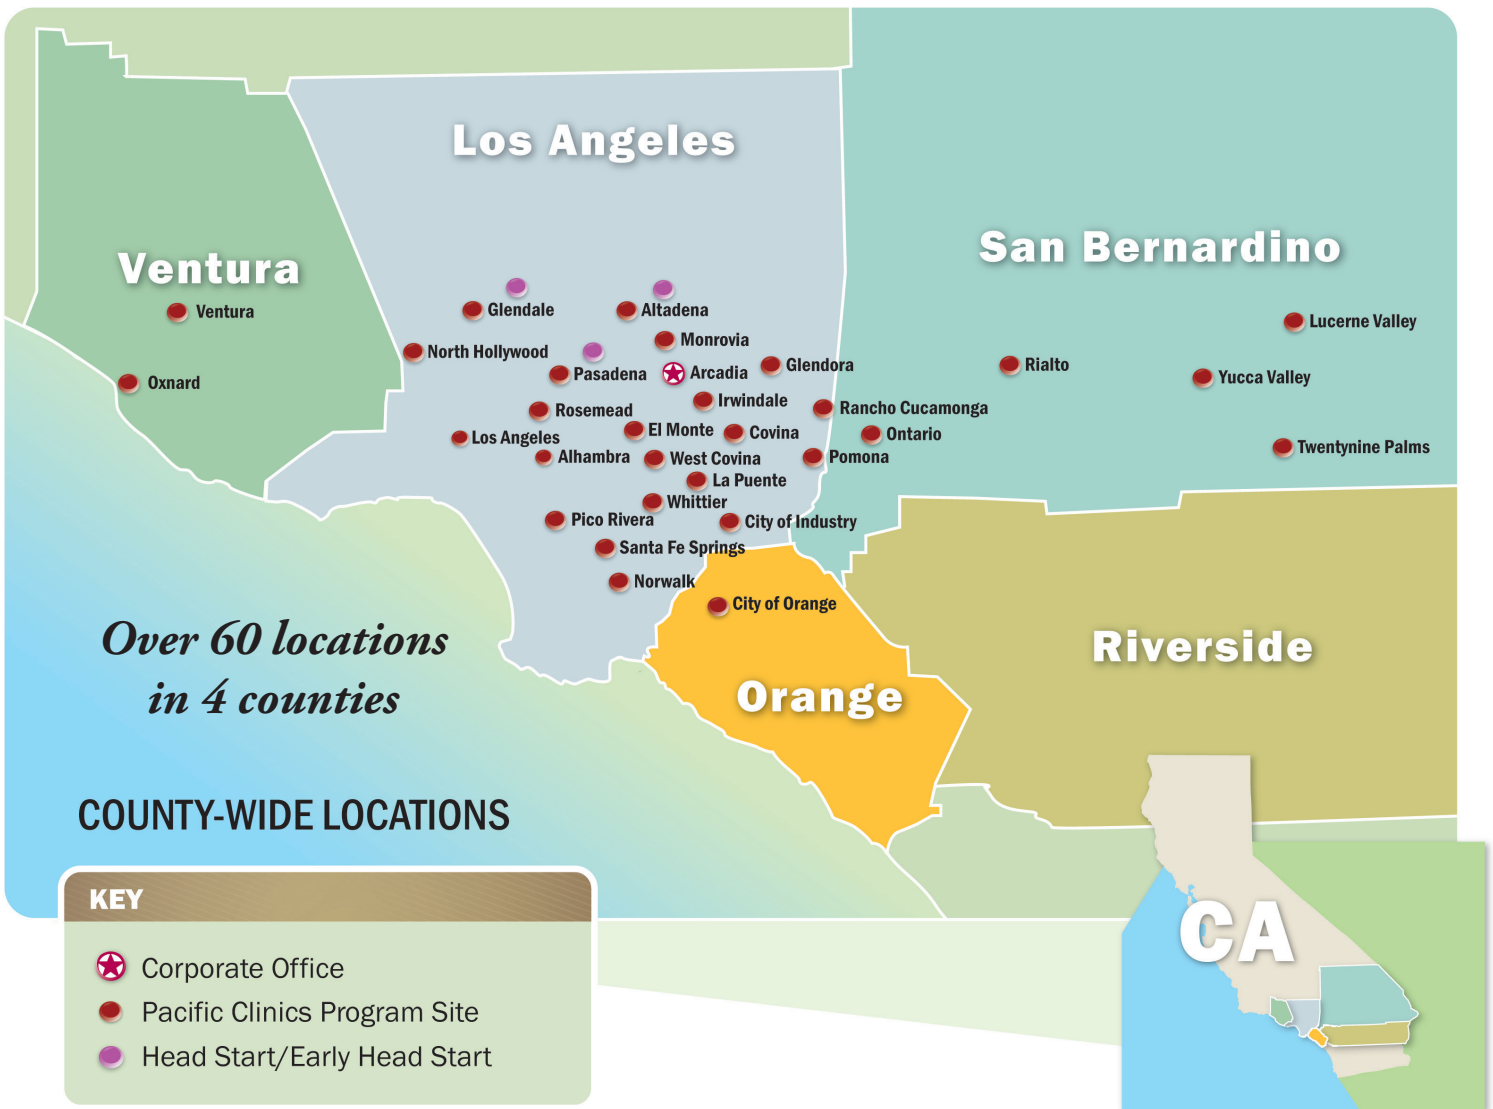 Los Angeles
San Bernardino
Ventura
Ventura
Oxnard
Glendale
Altadena
North Hollywood
Monrovia
Pasadena
Arcadia
Glendora
Irwindale
Rosemead
El Monte
Covina
Los Angeles
Alhambra
West Covina
La Puente
Whittier
Pico Rivera
City of Industry
Santa Fe Springs
Norwalk
Rancho Cucamonga
Ontario
Pomona
Lucerne Valley
Rialto
Yucca Valley
Twentynine Palms
City of Orange
Orange
Riverside
Over 60 locations
in 4 counties
COUNTY-WIDE LOCATIONS
KEY
Corporate Office
Pacific Clinics Program Site
Head Start/Early Head Start
CA